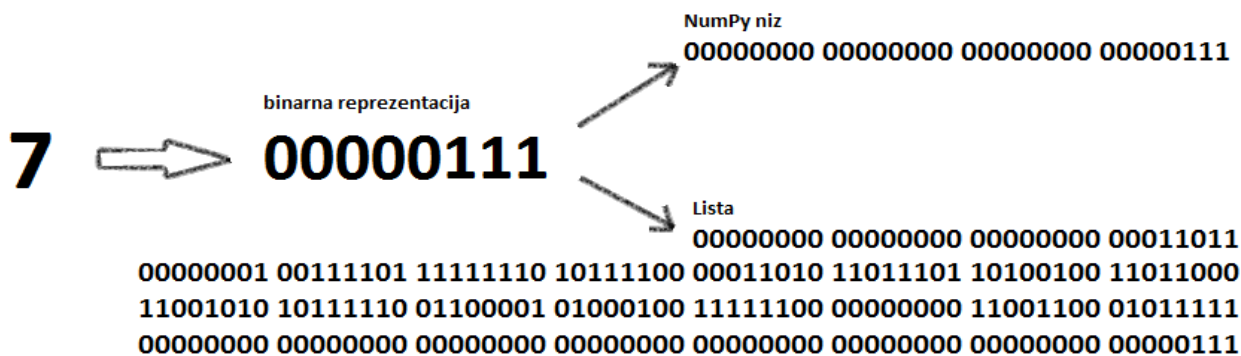 NumPy niz
00000000 00000000 00000000 00000111
binarna reprezentacija
7
00000111
Lista
00000000 00000000 00000000 00011011
00000001 00111101 11111110 10111100 00011010 11011101 10100100 11011000
11001010 10111110 01100001 01000100 11111100 00000000 11001100 01011111
00000000 00000000 00000000 00000000 00000000 00000000 00000000 00000111